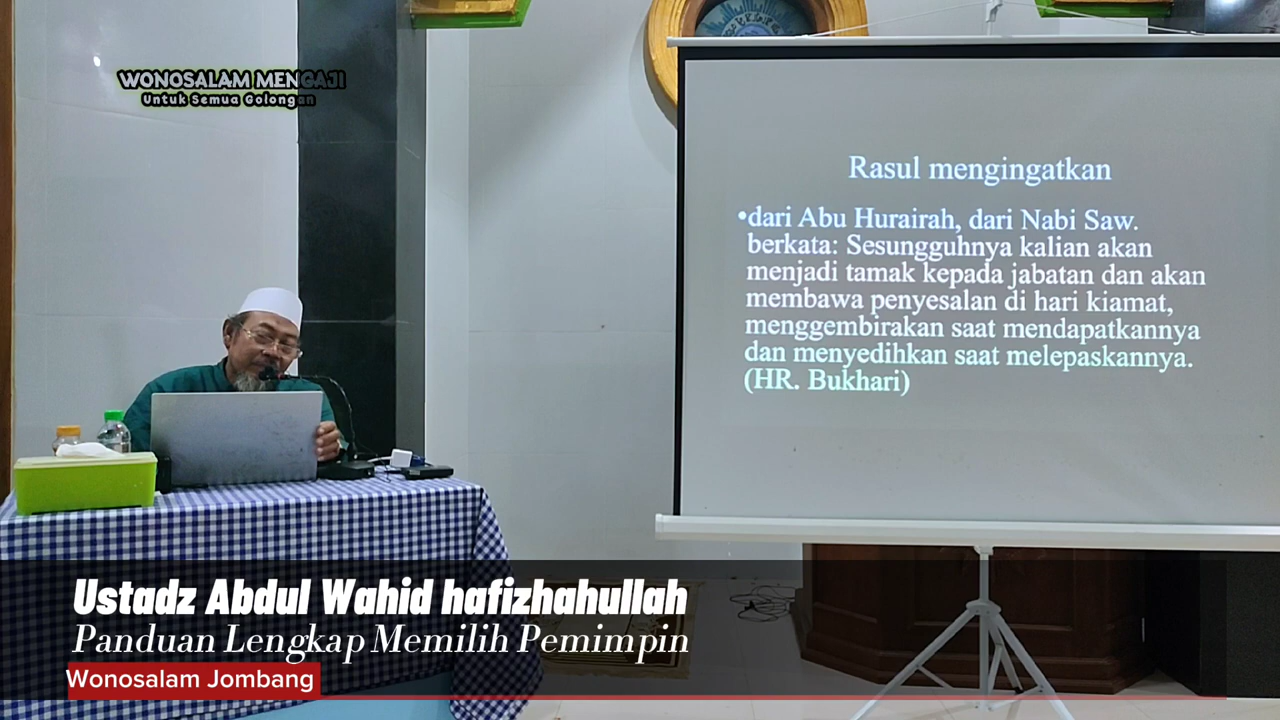 WONOSALAM MENGAJI
Untuk Semua Golongan
Rasul mengingatkan
•dari Abu Hurairah, dari Nabi Saw.
berkata: Sesungguhnya kalian akan
menjadi tamak kepada jabatan dan akan
membawa penyesalan di hari kiamat,
menggembirakan saat mendapatkannya
dan menyedihkan saat melepaskannya.
(HR. Bukhari)
Ustadz Abdul Wahid hafizhahullah
Panduan Lengkap Memilih Pemimpin
Wonosalam Jombang